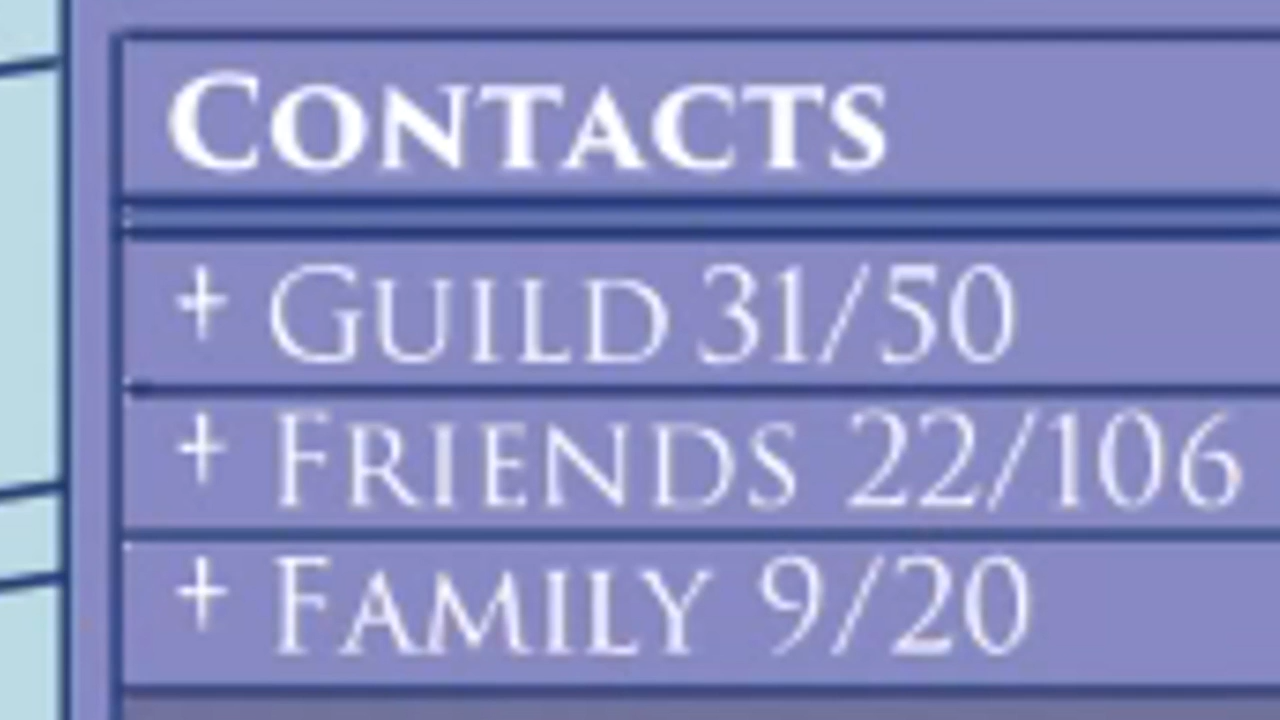 Contacts
+ Guild 31/50
+ Friends 22/106
+ Family 9/20